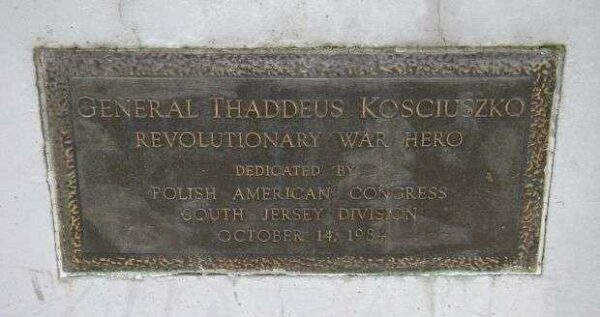 GENERAL THADDEUS KOSCIUSZKO
REVOLUTIONARY WAR HERO
DEDICATED BY
POLISH AMERICAN CONGRESS
SOUTH JERSEY DIVISION
OCTOBER 14, 1984